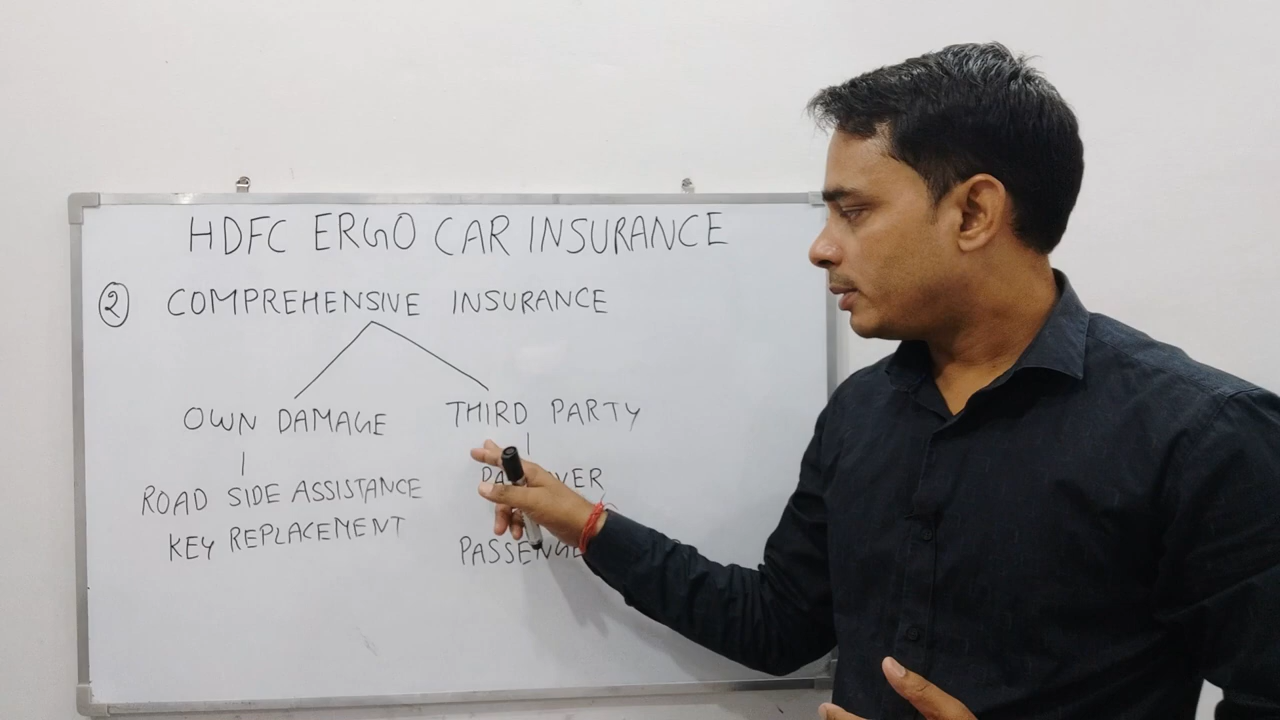 HDFC ERGO CAR INSURANCE
② COMPREHENSIVE INSURANCE
OWN DAMAGE THIRD PARTY
ROAD SIDE ASSISTANCE
KEY REPLACEMENT